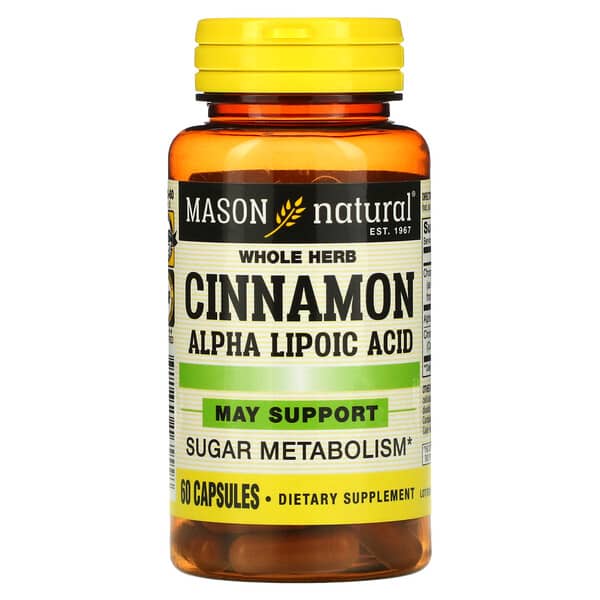 MASON natural®
EST. 1967
WHOLE HERB
CINNAMON
ALPHA LIPOIC ACID
MAY SUPPORT
SUGAR METABOLISM*
60 CAPSULES • DIETARY SUPPLEMENT